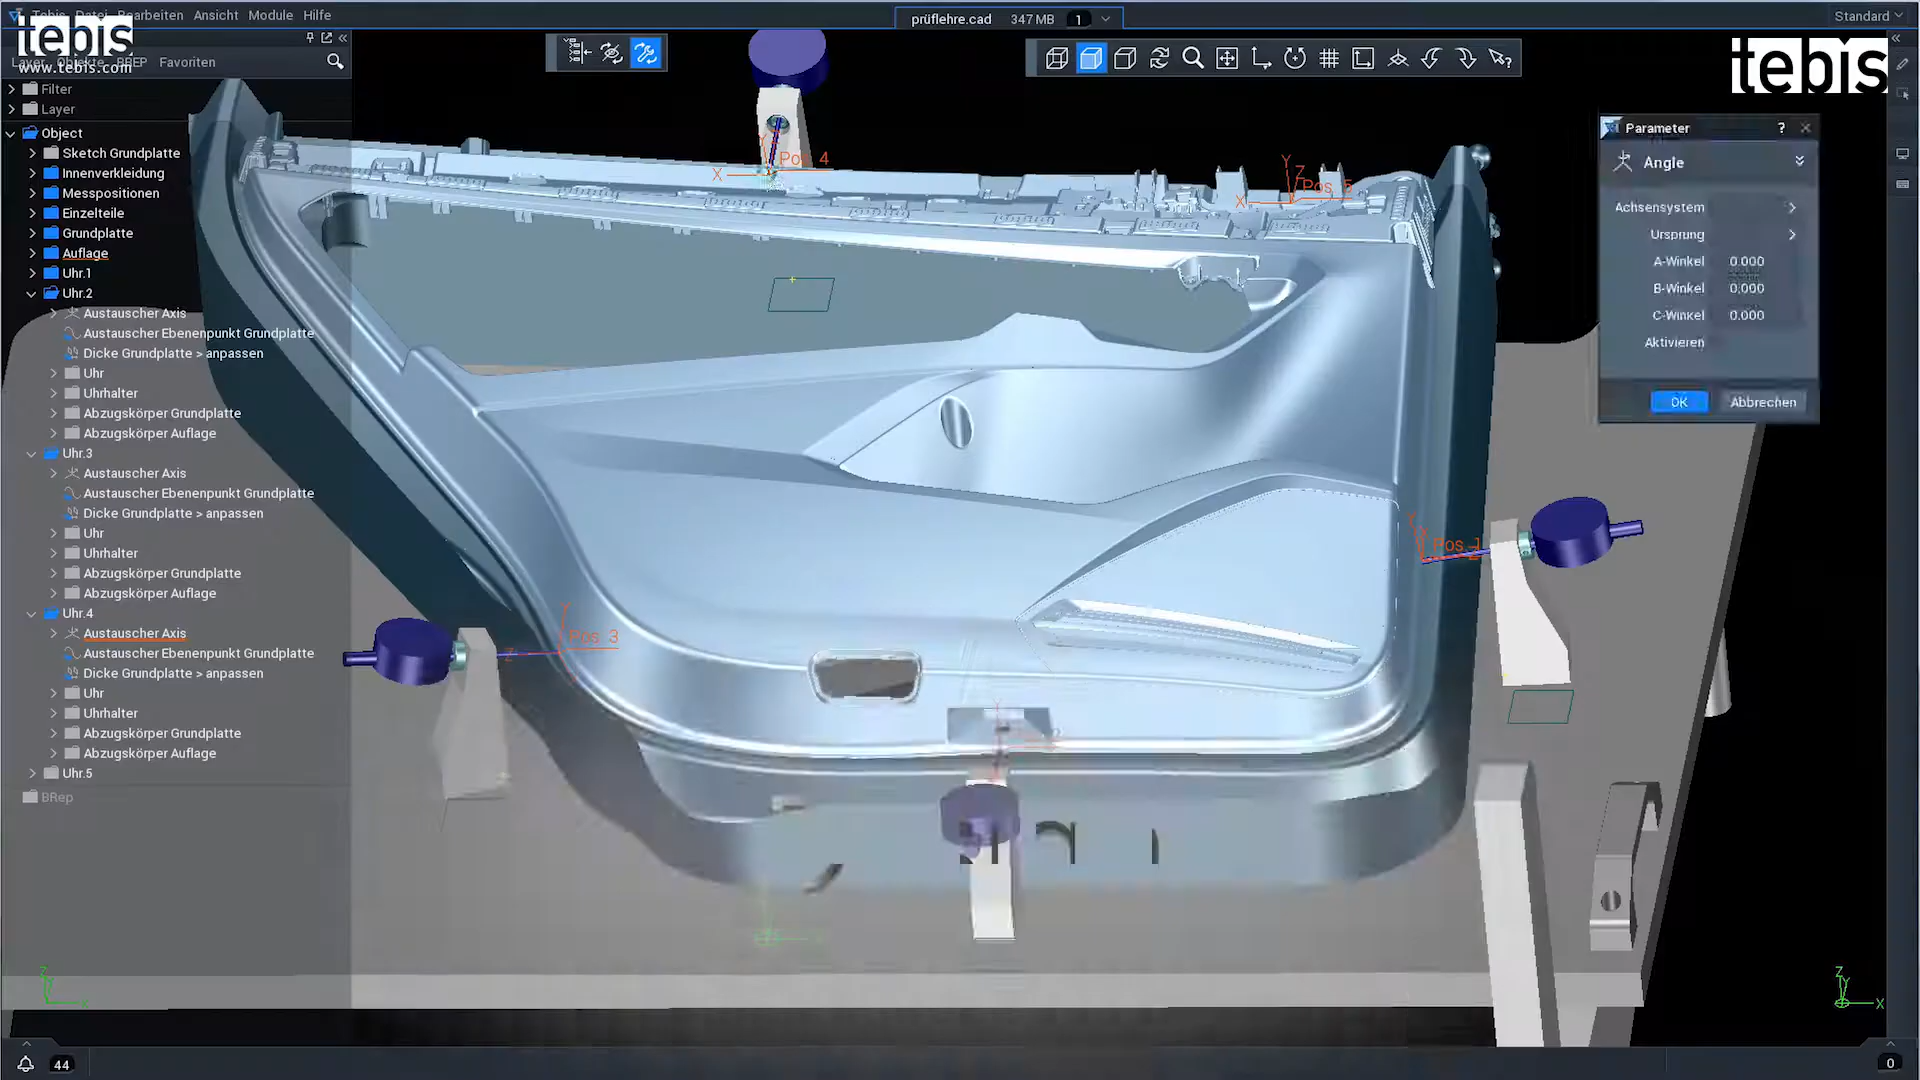 Tebis Datei Bearbeiten Ansicht Module Hilfe
prüflehre.cad 347 MB 1
Standard
tebis
www.tebis.com
Layer Objekte BREP Favoriten
Filter
Layer
Object
Sketch Grundplatte
Innenverkleidung
Messpositionen
Einzelteile
Grundplatte
Auflage
Uhr.1
Uhr.2
Austauscher Axis
Austauscher Ebenenpunkt Grundplatte
Dicke Grundplatte > anpassen
Uhr
Uhrhalter
Abzugskörper Grundplatte
Abzugskörper Auflage
Uhr.3
Austauscher Axis
Austauscher Ebenenpunkt Grundplatte
Dicke Grundplatte > anpassen
Uhr
Uhrhalter
Abzugskörper Grundplatte
Abzugskörper Auflage
Uhr.4
Austauscher Axis
Austauscher Ebenenpunkt Grundplatte
Dicke Grundplatte > anpassen
Uhr
Uhrhalter
Abzugskörper Grundplatte
Abzugskörper Auflage
Uhr.5
BRep
Pos 4
X
Y
Z
Pos 5
X
Y
Pos 1
Z
Y
Pos 3
Z
tebis
Parameter ?
Angle
Achsensystem
Ursprung
A-Winkel 0.000
B-Winkel 0.000
C-Winkel 0.000
Aktivieren
OK Abbrechen
Z
Y
X
Z
Y
X
44
0